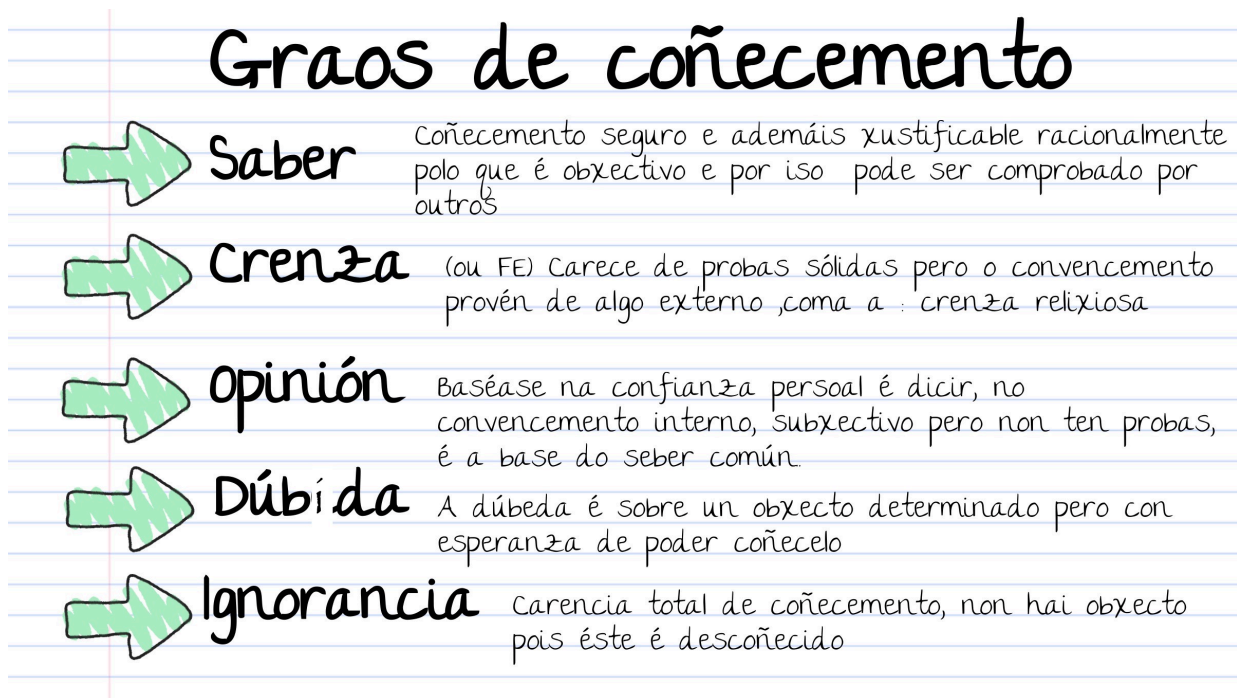 Graos de coñecemento
Saber
Coñecemento seguro e ademáis xustificable racionalmente
polo que é obxectivo e por iso pode ser comprobado por
outros
Crenza
(ou FE) Carece de probas sólidas pero o convencemento
provén de algo externo ,coma a : crenza relixiosa
Opinión
Baséase na confianza persoal é dicir, no
convencemento interno, subxectivo pero non ten probas,
é a base do seber común.
Dúbida
A dúbeda é sobre un obxecto determinado pero con
esperanza de poder coñecelo
Ignorancia
Carencia total de coñecemento, non hai obxecto
pois éste é descoñecido